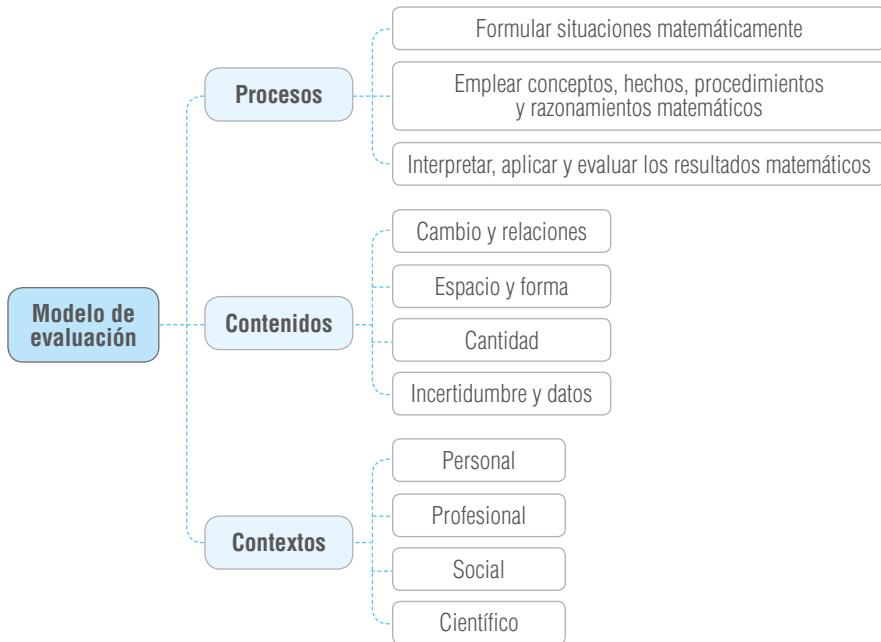 Modelo de
evaluación
Procesos
Formular situaciones matemáticamente
Emplear conceptos, hechos, procedimientos
y razonamientos matemáticos
Interpretar, aplicar y evaluar los resultados matemáticos
Contenidos
Cambio y relaciones
Espacio y forma
Cantidad
Incertidumbre y datos
Contextos
Personal
Profesional
Social
Científico